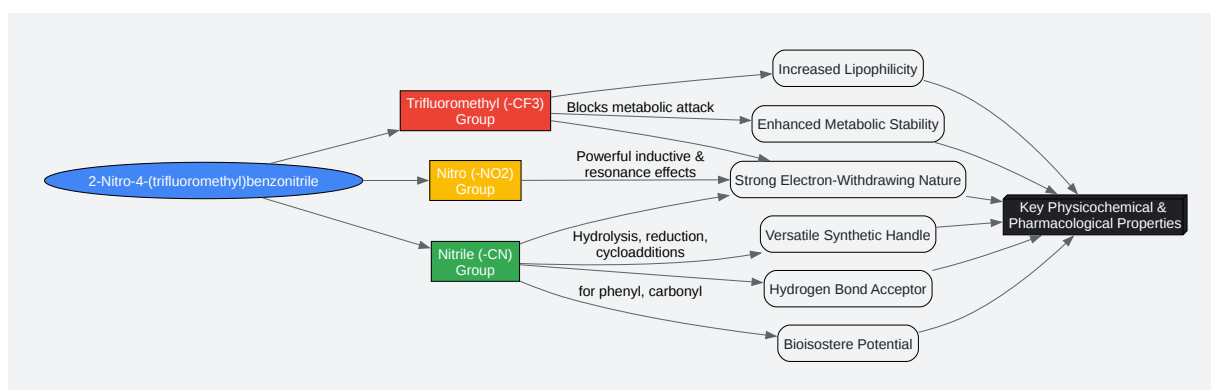 2-Nitro-4-(trifluoromethyl)benzonitrile
Trifluoromethyl (-CF3)
Group
Nitro (-NO2)
Group
Nitrile (-CN)
Group
Blocks metabolic attack
Powerful inductive &
resonance effects
Hydrolysis, reduction,
cycloadditions
for phenyl, carbonyl
Increased Lipophilicity
Enhanced Metabolic Stability
Strong Electron-Withdrawing Nature
Versatile Synthetic Handle
Hydrogen Bond Acceptor
Bioisostere Potential
Key Physicochemical &
Pharmacological Properties